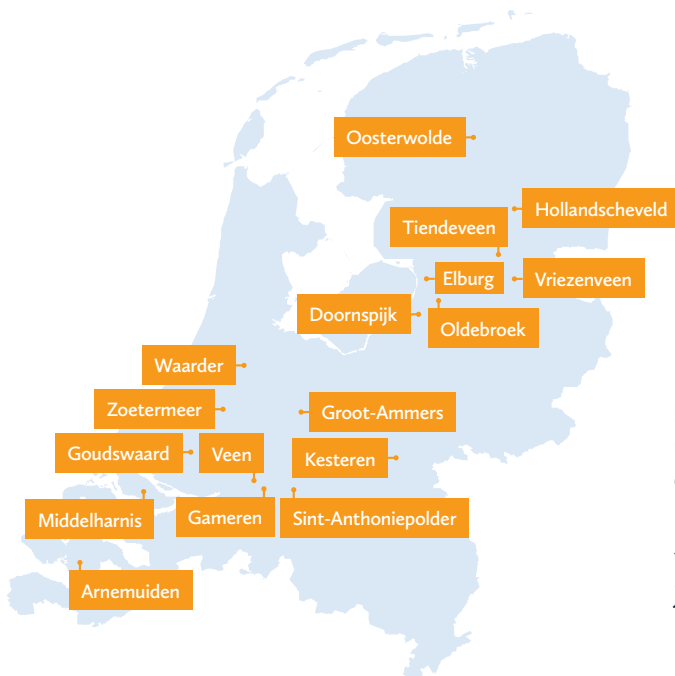 Oosterwolde
Hollandscheveld
Tiendeveen
Elburg
Vriezenveen
Doornspijk
Oldebroek
Waarder
Zoetermeer
Groot-Ammers
Goudswaard
Veen
Kesteren
Middelharnis
Gameren
Sint-Anthoniepolder
Arnemuiden